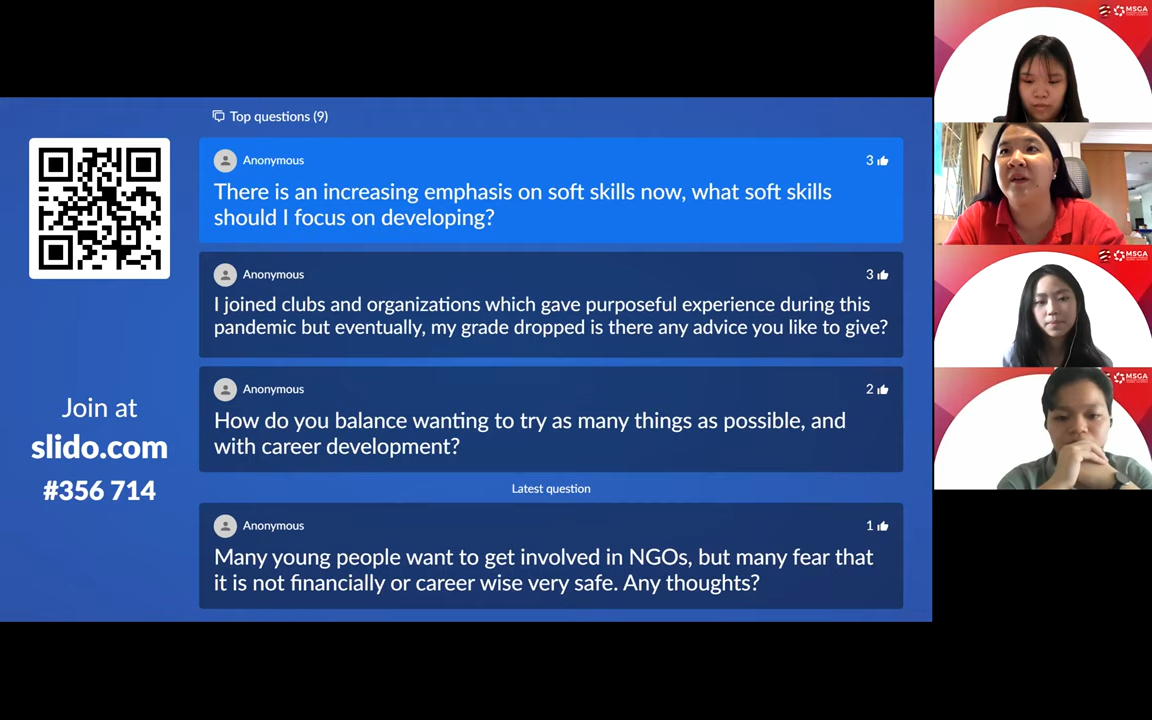 Top questions (9)
Anonymous
3
There is an increasing emphasis on soft skills now, what soft skills
should I focus on developing?
Anonymous
3
I joined clubs and organizations which gave purposeful experience during this
pandemic but eventually, my grade dropped is there any advice you like to give?
Anonymous
2
How do you balance wanting to try as many things as possible, and
with career development?
Latest question
Anonymous
1
Many young people want to get involved in NGOs, but many fear that
it is not financially or career wise very safe. Any thoughts?
Join at
slido.com
#356 714
MSGA
MSGA
MSGA